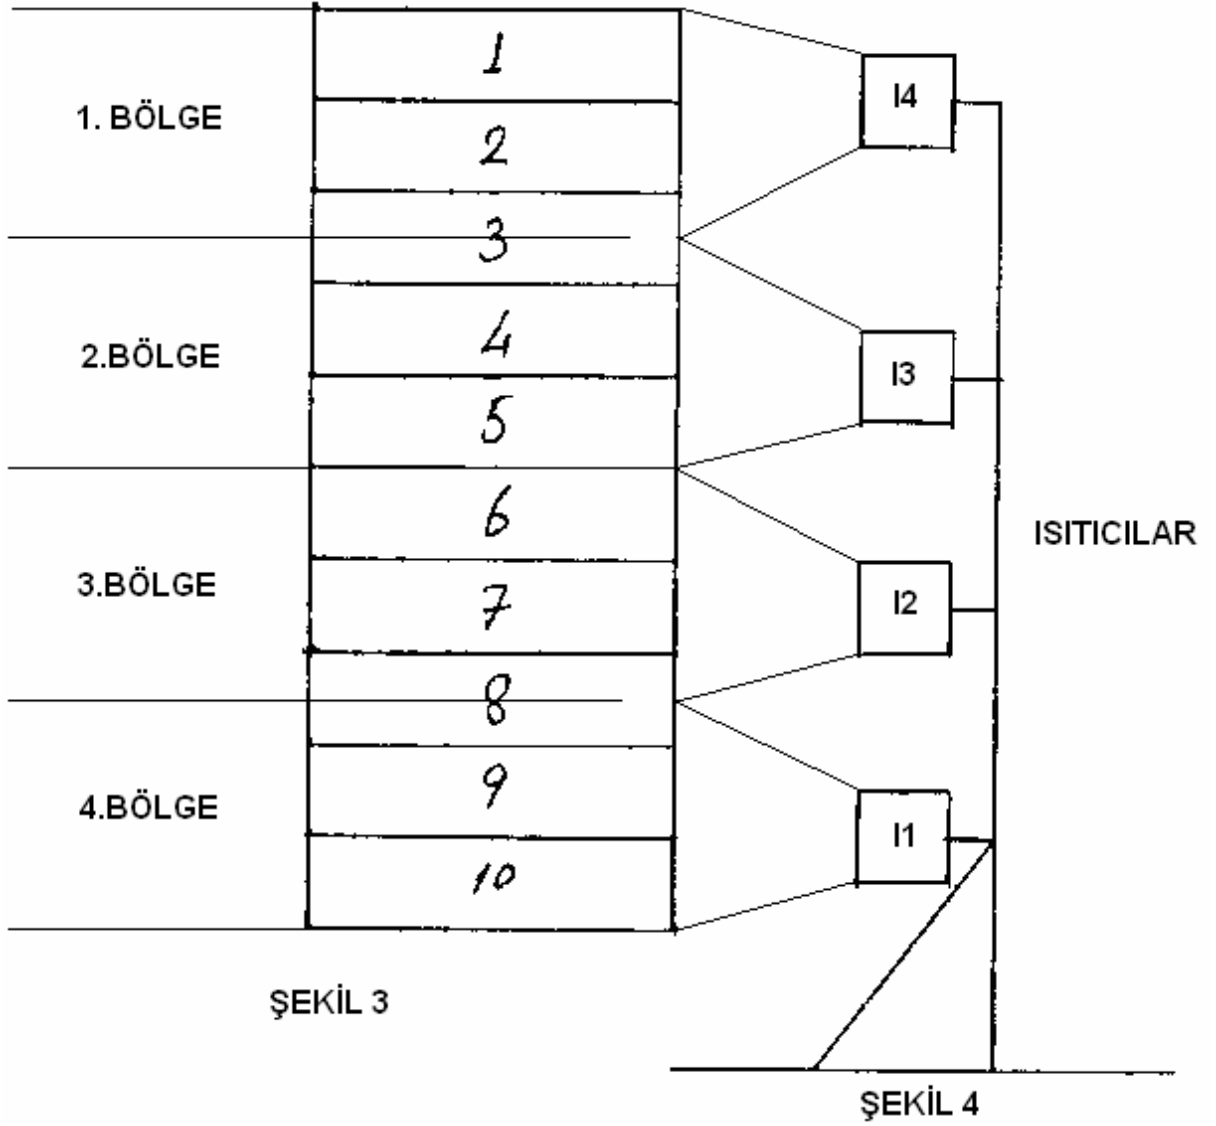 1
I4
1. BÖLGE
2
3
4
2.BÖLGE
I3
5
6
ISITICILAR
3.BÖLGE
7
I2
8
9
4.BÖLGE
I1
10
ŞEKİL 3
ŞEKİL 4